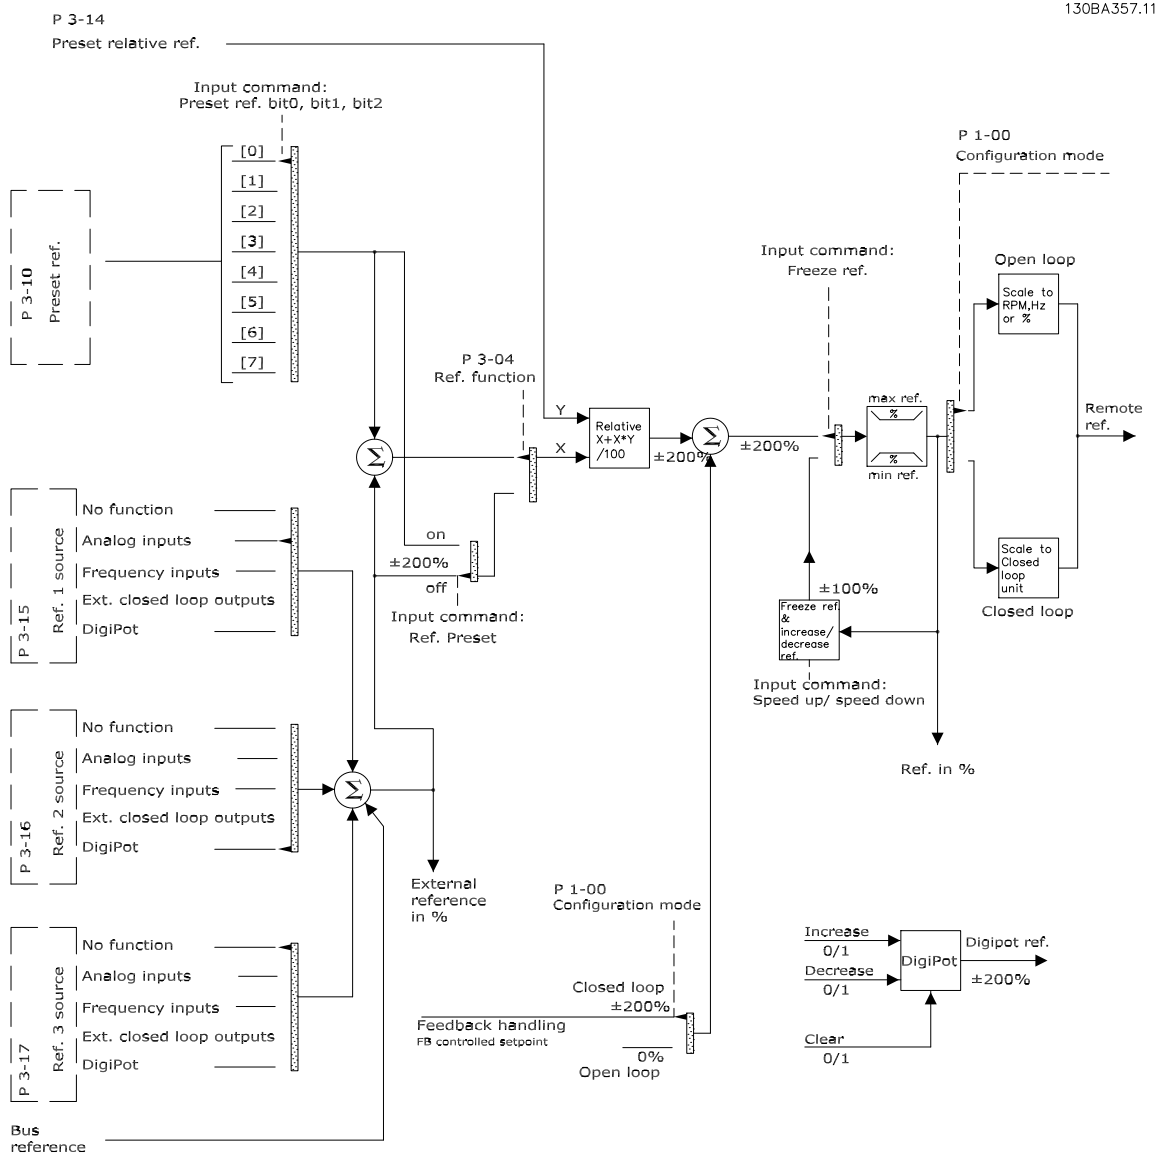 130BA357.11
P 3-14
Preset relative ref.
Input command:
Preset ref. bit0, bit1, bit2
[0]
[1]
[2]
[3]
[4]
[5]
[6]
[7]
P 3-10
Preset ref.
P 1-00
Configuration mode
Input command:
Freeze ref.
Open loop
Scale to
RPM,Hz
or %
P 3-04
Ref. function
Y
X
Relative
X+X*Y
/100
±200%
Σ
Σ
±200%
max ref.
%
%
min ref.
Remote
ref.
P 3-15
Ref. 1 source
No function
Analog inputs
Frequency inputs
Ext. closed loop outputs
DigiPot
on
±200%
off
Input command:
Ref. Preset
Scale to
Closed
loop
unit
Closed loop
±100%
Freeze ref.
&
increase/
decrease
ref.
Input command:
Speed up/ speed down
Ref. in %
P 3-16
Ref. 2 source
No function
Analog inputs
Frequency inputs
Ext. closed loop outputs
DigiPot
Σ
External
reference
in %
P 1-00
Configuration mode
Closed loop
±200%
Feedback handling
FB controlled setpoint
0%
Open loop
P 3-17
Ref. 3 source
No function
Analog inputs
Frequency inputs
Ext. closed loop outputs
DigiPot
Increase
0/1
Decrease
0/1
DigiPot
Digipot ref.
±200%
Clear
0/1
Bus
reference